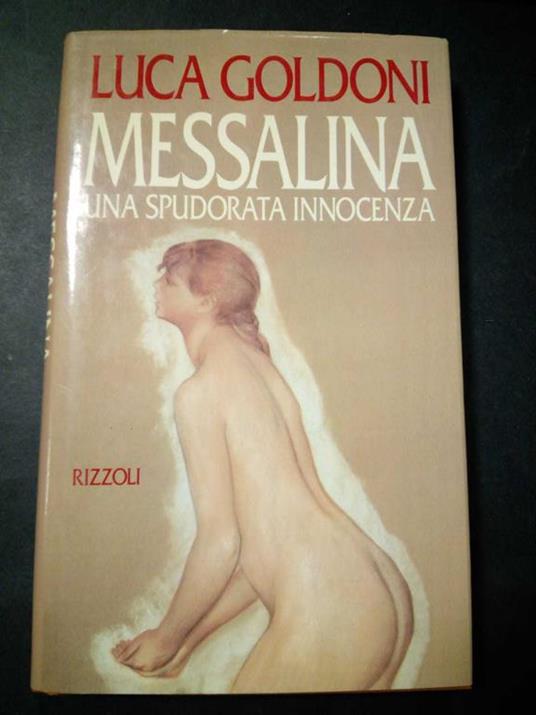 LUCA GOLDONI
MESSALINA
UNA SPUDORATA INNOCENZA
RIZZOLI